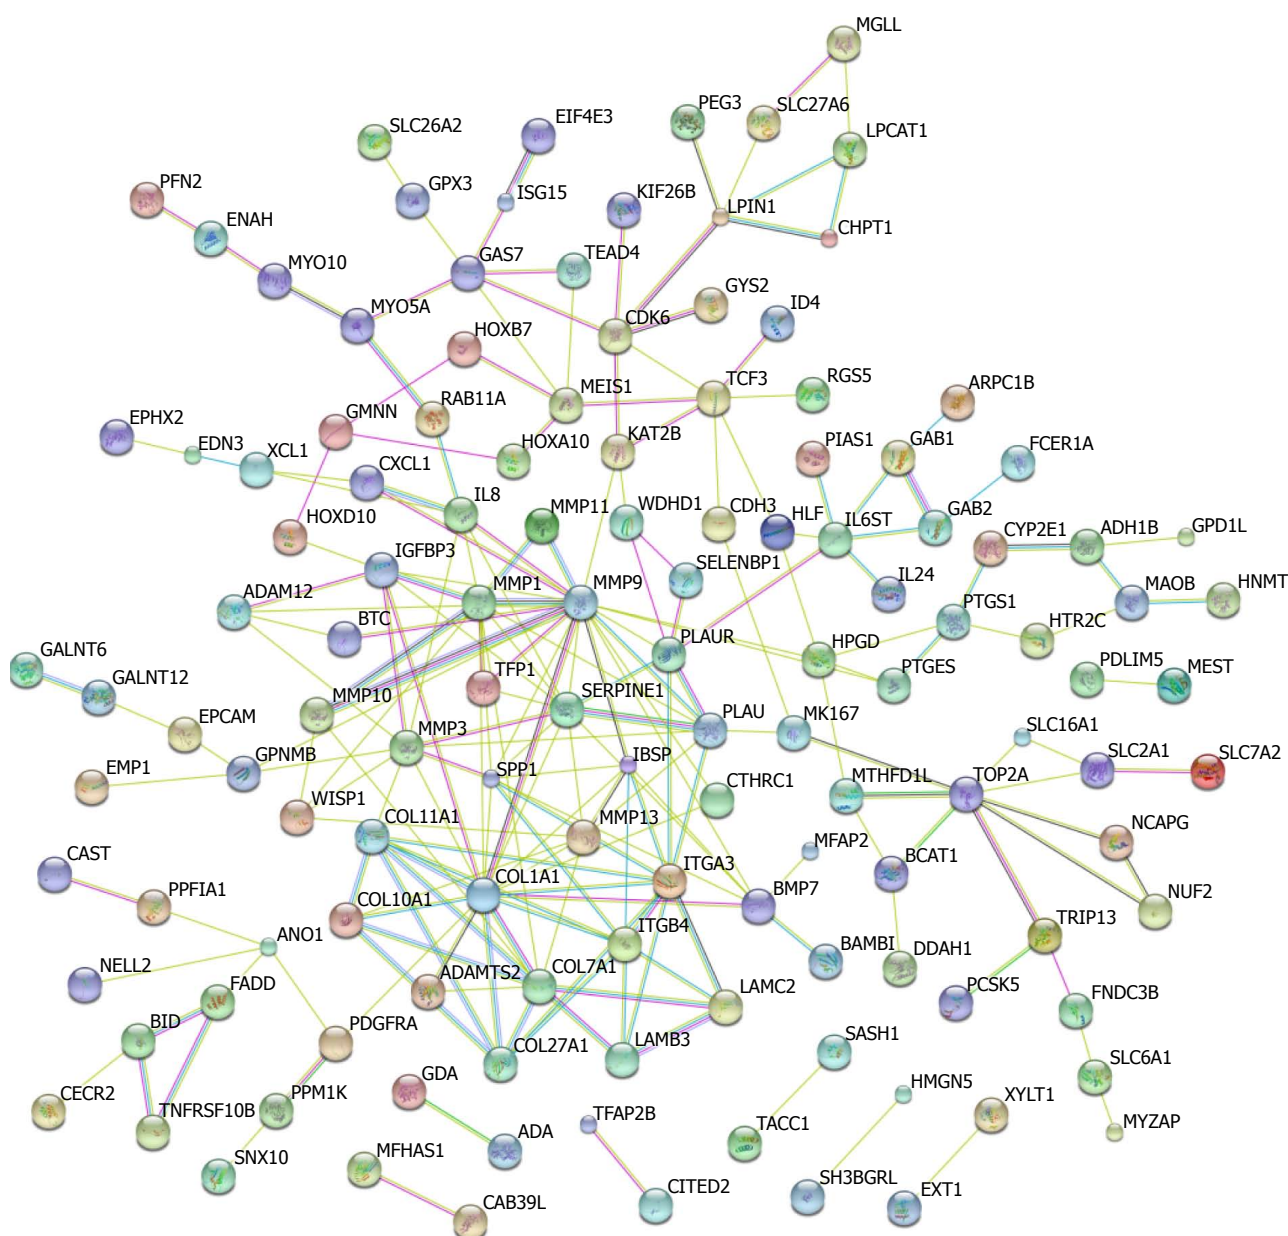 MGLL
PEG3
SLC27A6
EIF4E3
SLC26A2
LPCAT1
PFN2
GPX3
ISG15
KIF26B
LPIN1
ENAH
CHPT1
MYO10
GAS7
TEAD4
GYS2
MYO5A
CDK6
ID4
HOXB7
MEIS1
TCF3
RGS5
ARPC1B
EPHX2
GMNN
RAB11A
EDN3
XCL1
HOXA10
KAT2B
PIAS1
GAB1
FCER1A
CXCL1
IL8
MMP11
WDHD1
CDH3
HLF
IL6ST
GAB2
CYP2E1
ADH1B
GPD1L
HOXD10
IGFBP3
SELENBP1
IL24
MMP1
MMP9
ADAM12
MAOB
HNMT
BTC
PTGS1
HTR2C
PLAUR
HPGD
GALNT6
PTGES
PDLIM5
MEST
GALNT12
MMP10
TFP1
SERPINE1
EPCAM
MMP3
PLAU
MK167
SLC16A1
SLC2A1
SLC7A2
GPNMB
SPP1
IBSP
EMP1
CTHRC1
MTHFD1L
TOP2A
WISP1
COL11A1
MMP13
MFAP2
NCAPG
CAST
BCAT1
PPFIA1
COL1A1
ITGA3
COL10A1
BMP7
NUF2
ANO1
ITGB4
TRIP13
NELL2
FADD
ADAMTS2
COL7A1
BAMBI
DDAH1
PCSK5
LAMC2
FNDC3B
BID
PDGFRA
COL27A1
LAMB3
SASH1
CECR2
TNFRSF10B
PPM1K
GDA
TFAP2B
HMGN5
SLC6A1
XYLT1
TACC1
MYZAP
SNX10
ADA
MFHAS1
CITED2
SH3BGRL
EXT1
CAB39L